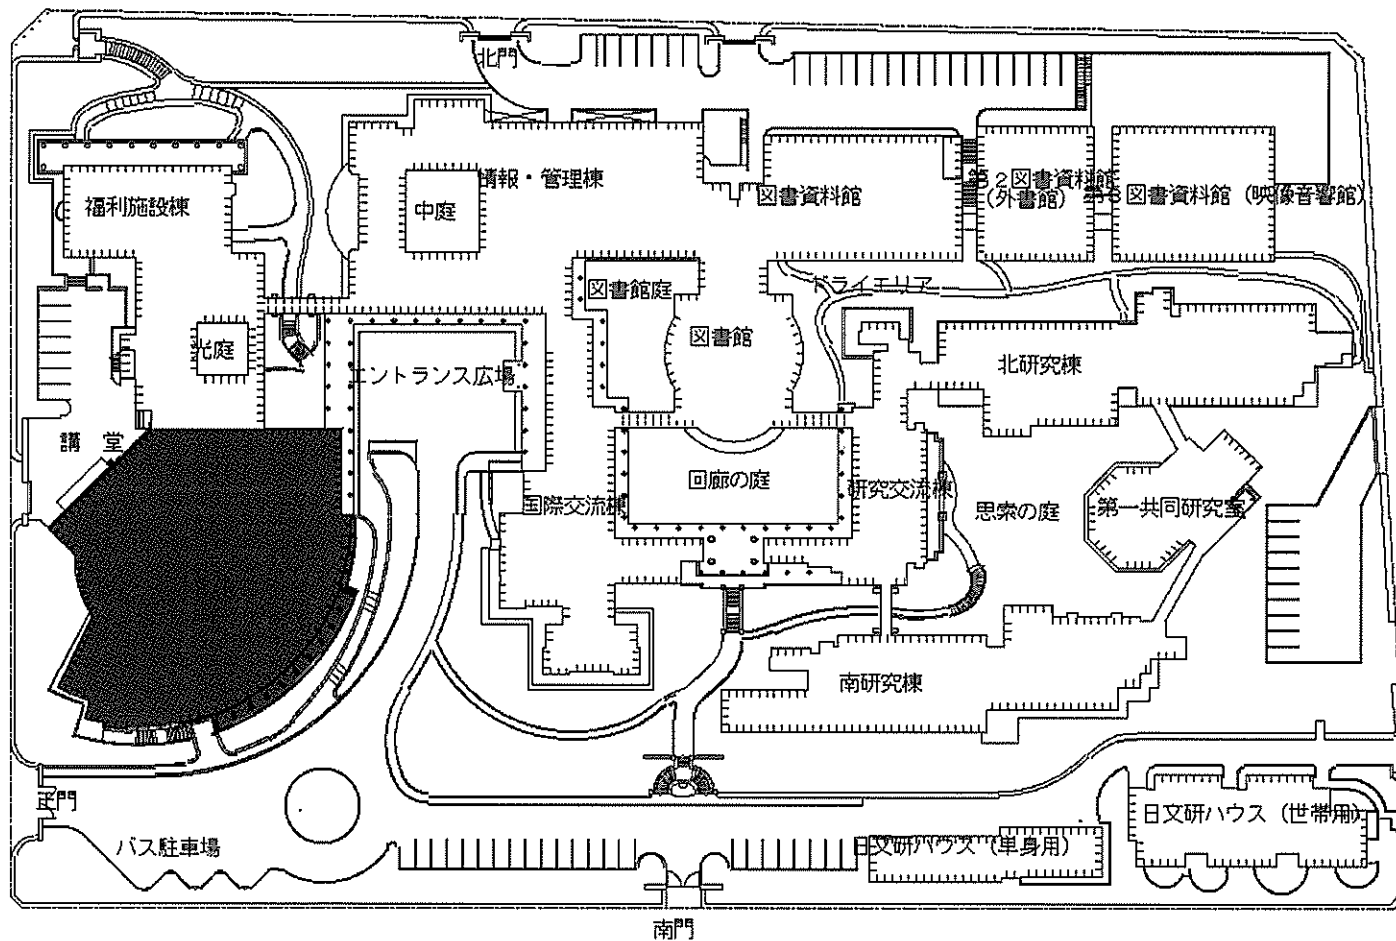 北門
情報・管理棟
福利施設棟
中庭
図書資料館
第2図書資料館
(外書館)
第3図書資料館(映像音響館)
図書館庭
ドライエリア
図書館
光庭
エントランス広場
北研究棟
講 堂
回廊の庭
国際交流棟
研究交流棟
思索の庭
第一共同研究室
南研究棟
正門
バス駐車場
日文研ハウス(単身用)
日文研ハウス(世帯用)
南門